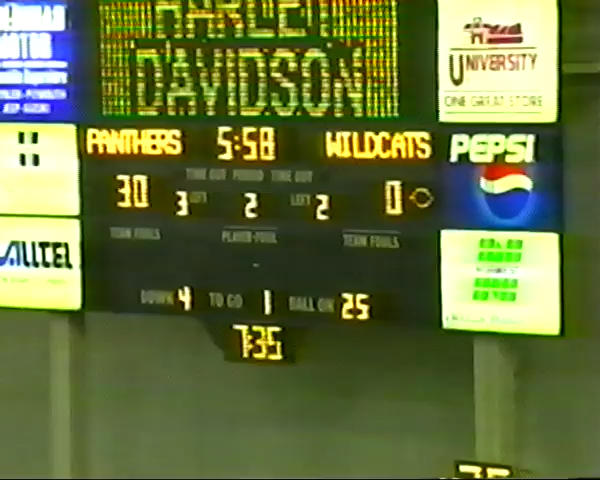 HARLEY
DAVIDSON
UNIVERSITY
ONE GREAT STORE
PANTHERS 5:58 WILDCATS
PEPSI
TIME OUT PERIOD TIME OUT
30 3 LEFT 2 LEFT 2 0
ALLTEL
TEAM FOULS PLAYER-FOUL TEAM FOULS
DOWN 4 TO GO 1 BALL ON 25
7:35